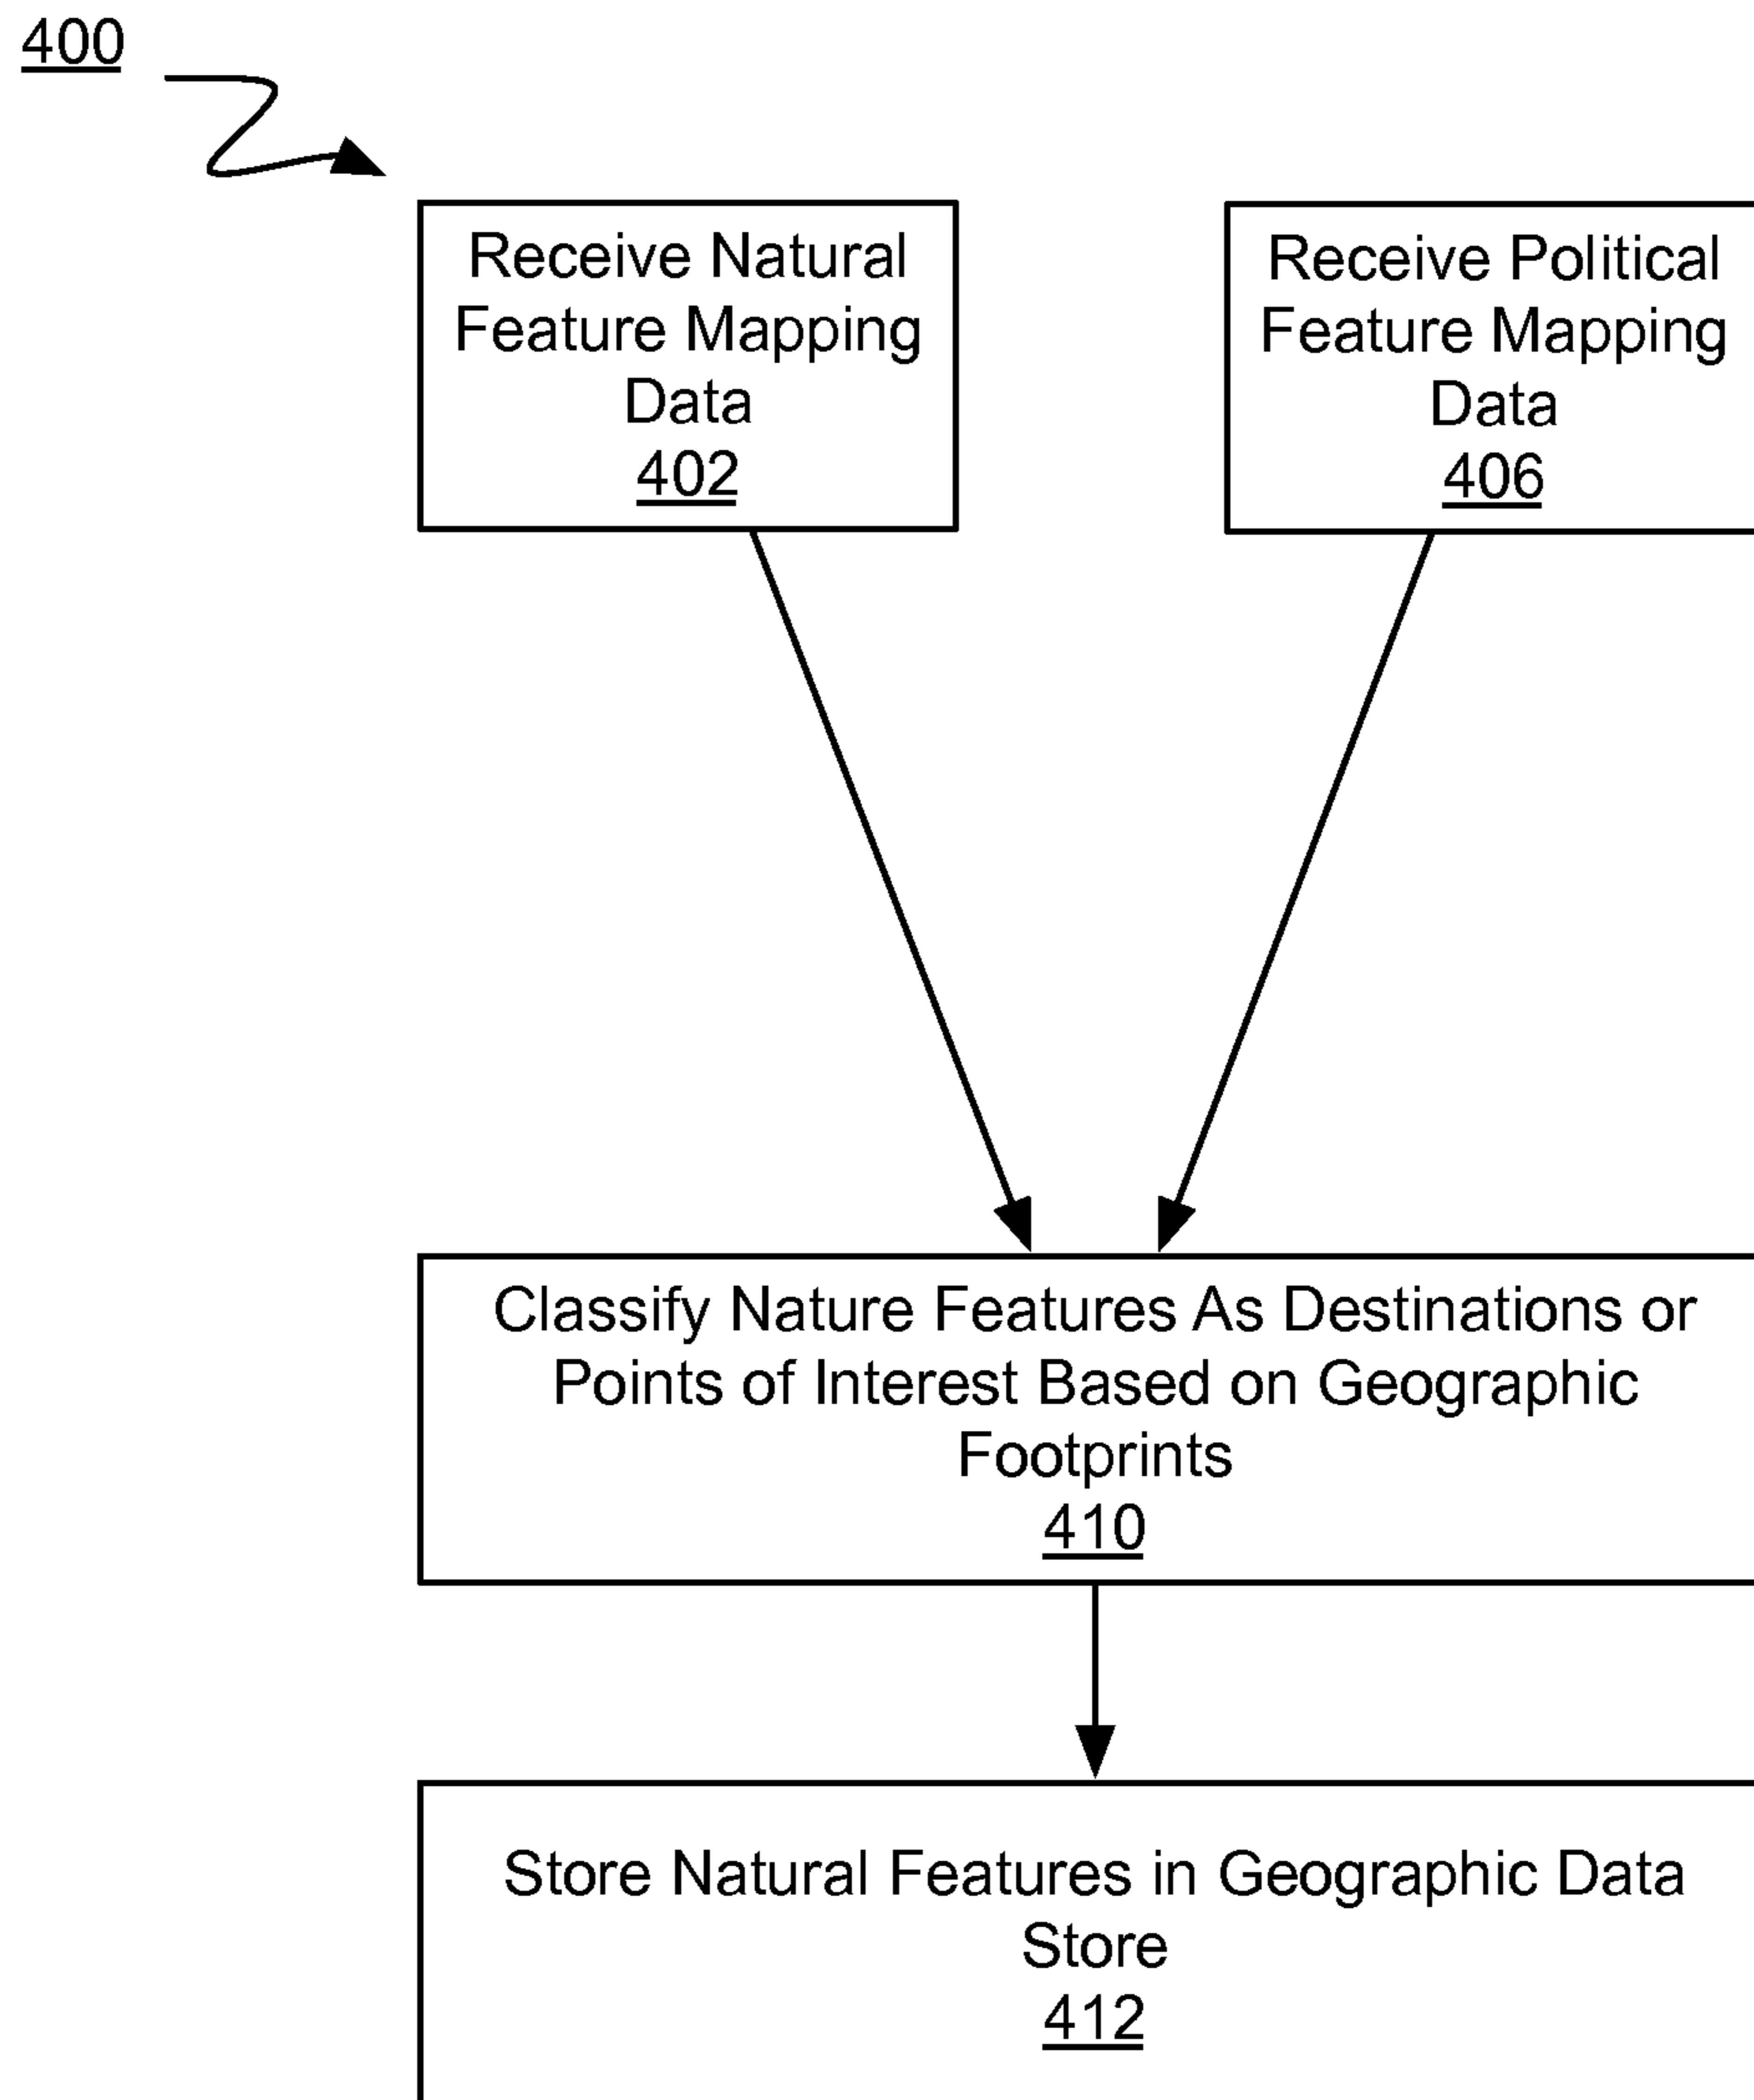 400
Receive Natural
Feature Mapping
Data
402
Receive Political
Feature Mapping
Data
406
Classify Nature Features As Destinations or
Points of Interest Based on Geographic
Footprints
410
Store Natural Features in Geographic Data
Store
412